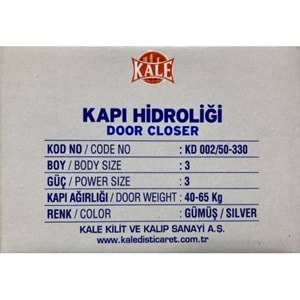 KALE
KAPI HİDROLİĞİ
DOOR CLOSER
KOD NO / CODE NO : KD 002/50-330
BOY / BODY SIZE : 3
GÜÇ / POWER SIZE : 3
KAPI AĞIRLIĞI / DOOR WEIGHT : 40-65 Kg
RENK / COLOR : GÜMÜŞ / SILVER
KALE KİLİT VE KALIP SANAYİ A.Ş.
www.kaledisticaret.com.tr